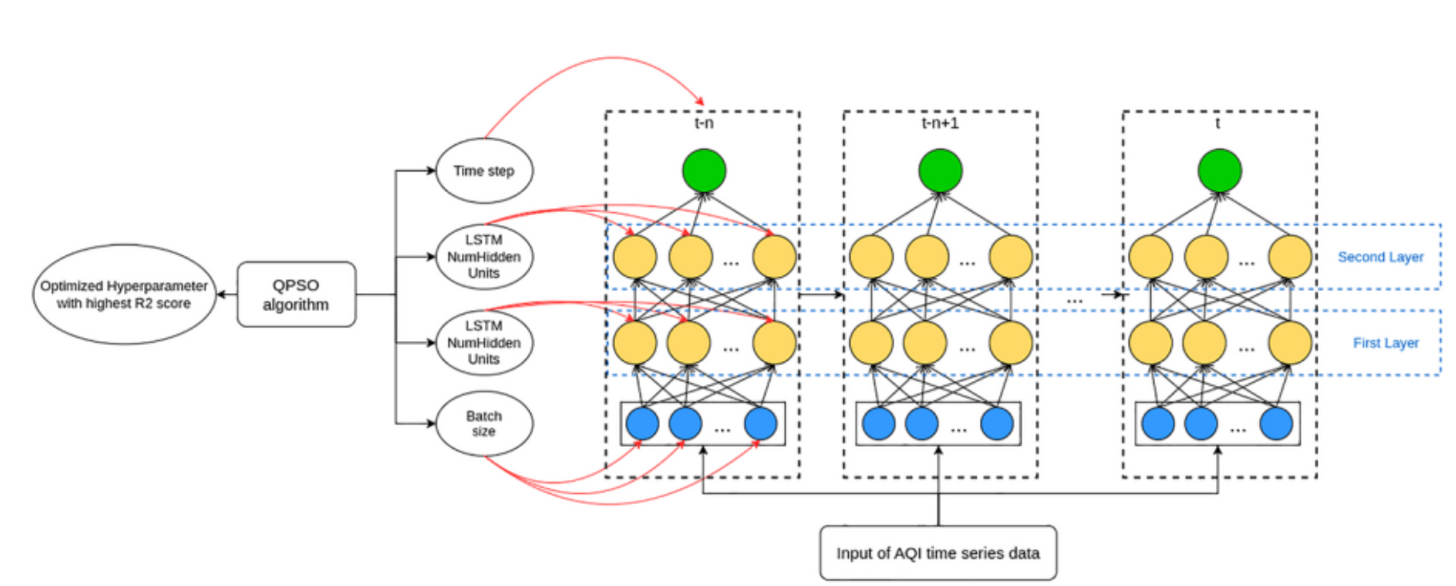 t-n
t-n+1
t
Time step
LSTM
NumHidden
Units
Second Layer
Optimized Hyperparameter
with highest R2 score
QPSO
algorithm
...
...
...
...
LSTM
NumHidden
Units
First Layer
...
...
...
Batch
size
...
...
...
Input of AQI time series data